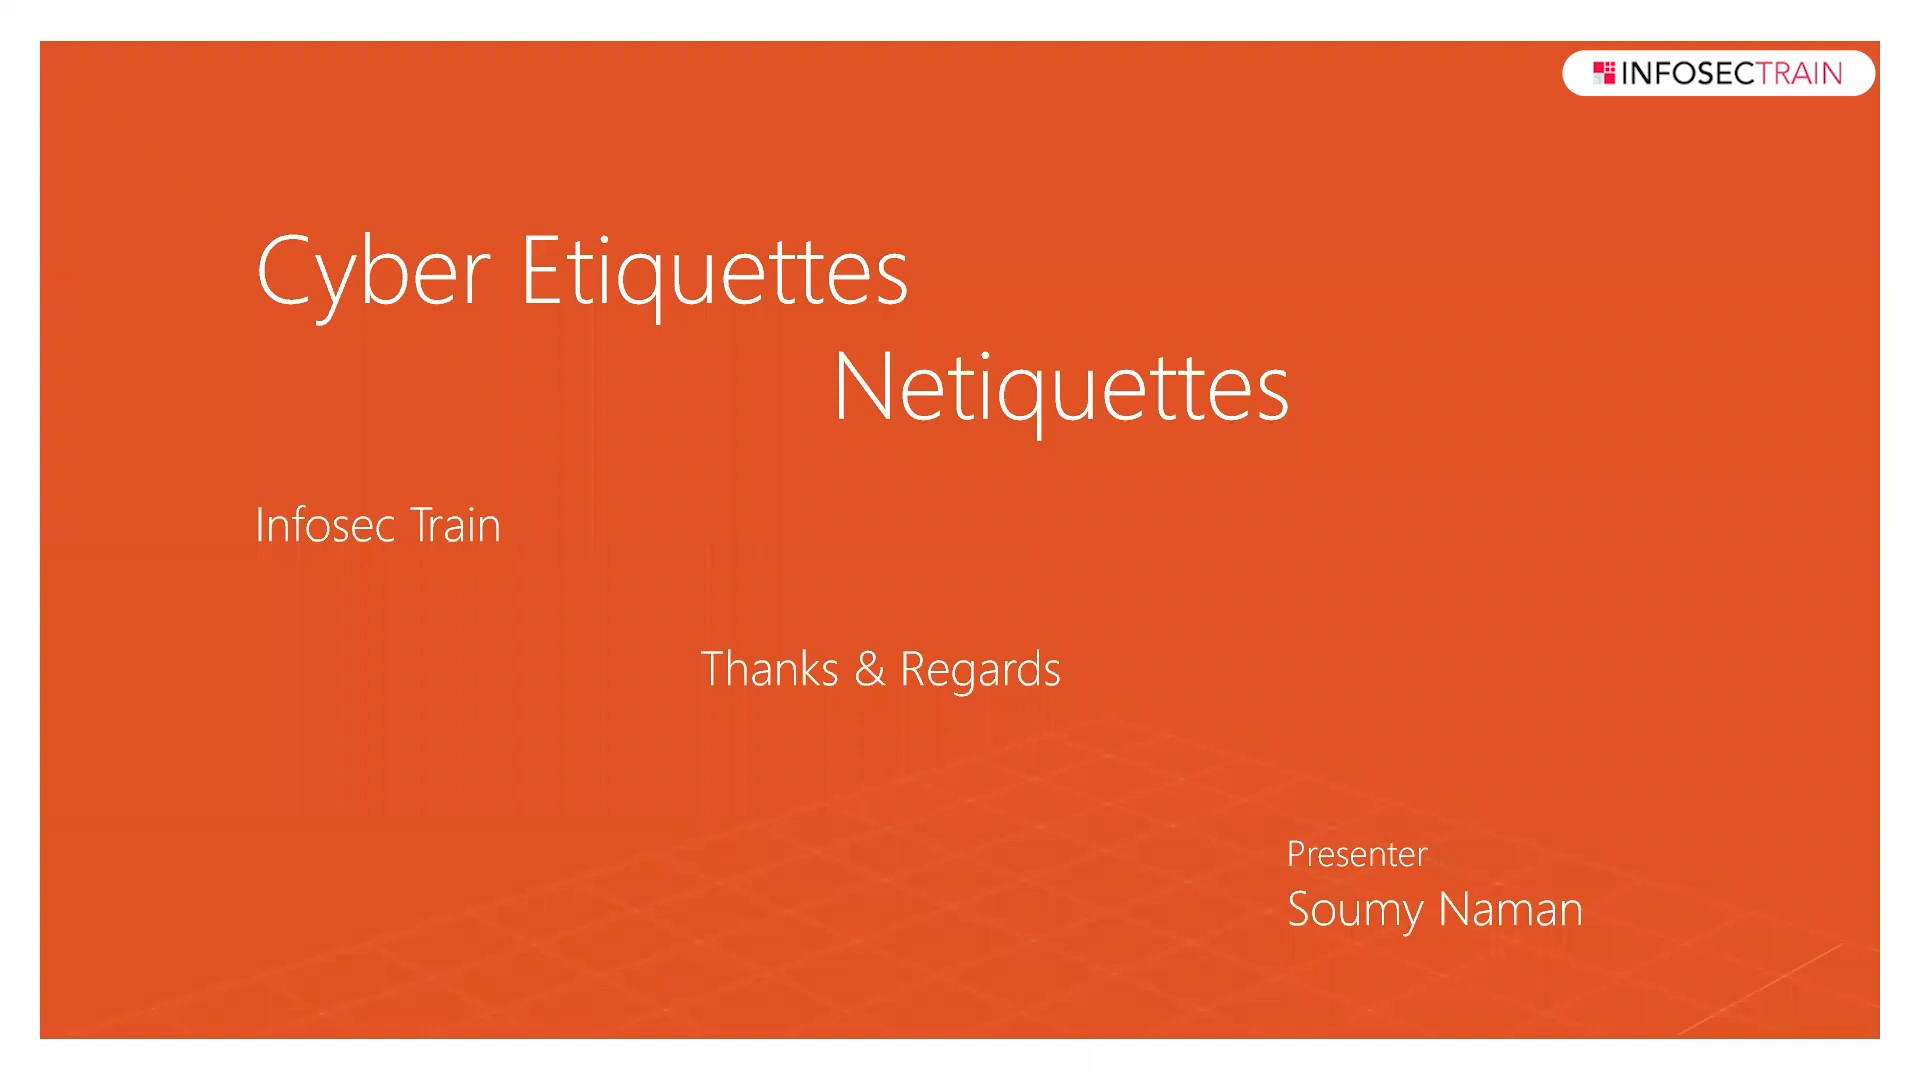 INFOSECTRAIN
Cyber Etiquettes
Netiquettes
Infosec Train
Thanks & Regards
Presenter
Soumy Naman